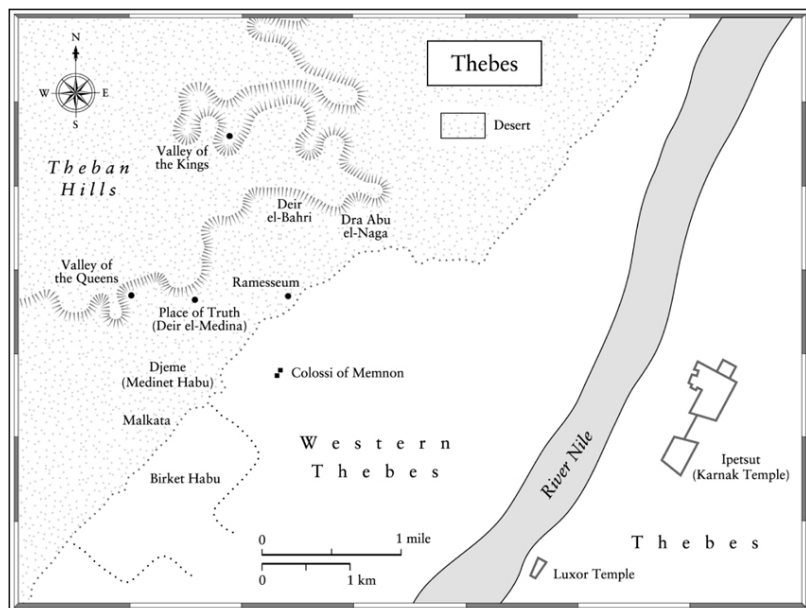 Thebes
Desert
N
W E
S
Valley of
the Kings
Theban
Hills
Deir
el-Bahri
Dra Abu
el-Naga
Valley of
the Queens
Ramesseum
Place of Truth
(Deir el-Medina)
Djeme
(Medinet Habu)
Colossi of Memnon
Malkata
Western
Thebes
Birket Habu
River Nile
Ipetsut
(Karnak Temple)
0 1 mile
0 1 km
Thebes
Luxor Temple